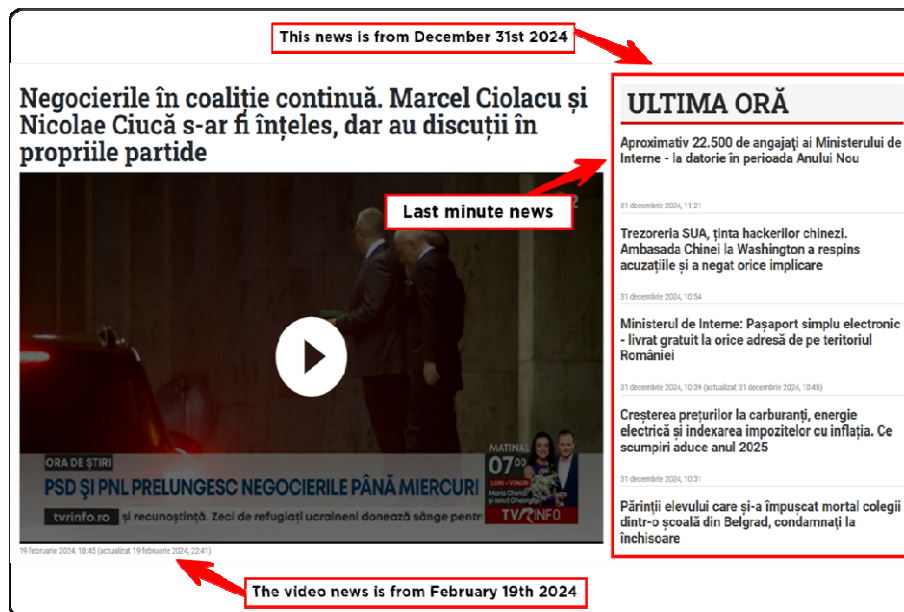 This news is from December 31st 2024
Negocierile în coaliție continuă. Marcel Ciolacu și
Nicolae Ciucă s-ar fi înțeles, dar au discuții în
propriile partide
2
Last minute news
ORA DE ȘTIRI
PSD ȘI PNL PRELUNGESC NEGOCIERILE PÂNĂ MIERCURI
tvrinfo.ro și recunoștință. Zeci de refugiați ucraineni donează sânge pentr
MATINAL
0700
LUNI - VINERI
TVR INFO
19 februarie 2024, 18:45 (actualizat 19 februarie 2024, 22:41)
The video news is from February 19th 2024
ULTIMA ORĂ
Aproximativ 22.500 de angajați ai Ministerului de
Interne - la datorie în perioada Anului Nou
31 decembrie 2024, 11:21
Trezoreria SUA, ținta hackerilor chinezi.
Ambasada Chinei la Washington a respins
acuzațiile și a negat orice implicare
31 decembrie 2024, 10:54
Ministerul de Interne: Pașaport simplu electronic
- livrat gratuit la orice adresă de pe teritoriul
României
31 decembrie 2024, 10:39 (actualizat 31 decembrie 2024, 10:45)
Creșterea prețurilor la carburanți, energie
electrică și indexarea impozitelor cu inflația. Ce
scumpiri aduce anul 2025
31 decembrie 2024, 10:31
Părinții elevului care și-a împușcat mortal colegii
dintr-o școală din Belgrad, condamnați la
închisoare